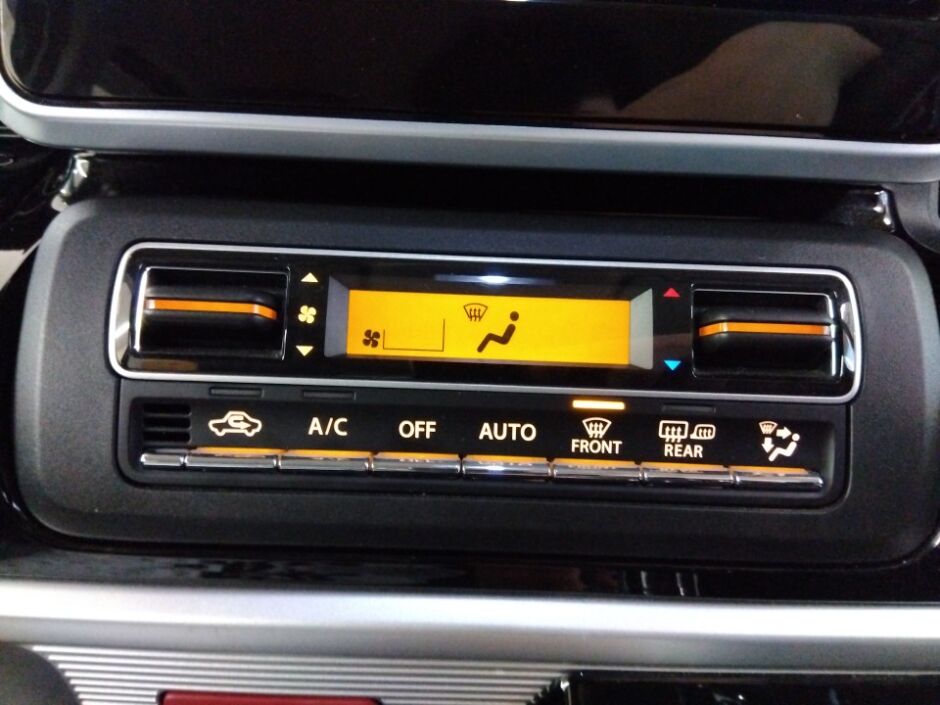 A/C
OFF
AUTO
FRONT
REAR